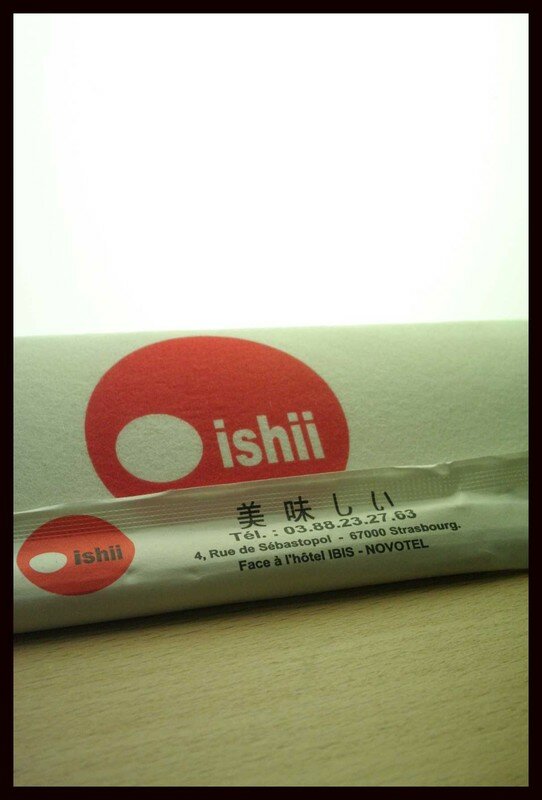 Oishii
Oishii
美味しい
Tél. : 03.88.23.27.63
4, Rue de Sébastopol - 67000 Strasbourg.
Face à l'hôtel IBIS - NOVOTEL